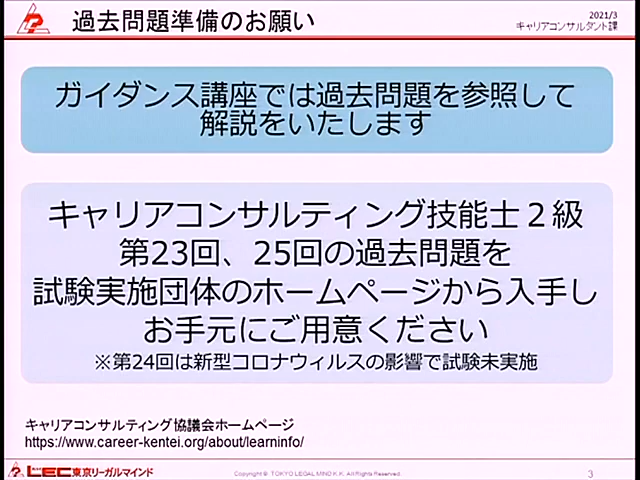 過去問題準備のお願い
2021/3
キャリアコンサルタント課
ガイダンス講座では過去問題を参照して
解説をいたします
キャリアコンサルティング技能士２級
第23回、25回の過去問題を
試験実施団体のホームページから入手し
お手元にご用意ください
※第24回は新型コロナウィルスの影響で試験未実施
キャリアコンサルティング協議会ホームページ
https://www.career-kentei.org/about/learninfo/
LEC東京リーガルマインド
Copyright © TOKYO LEGAL MIND K.K. All Rights Reserved.
3